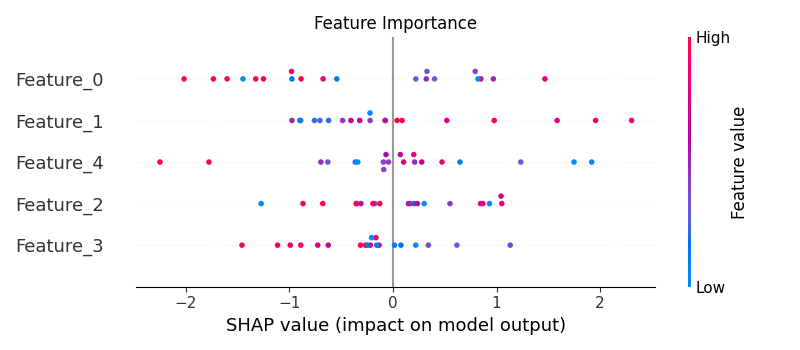 Feature Importance
High
Feature_0
Feature_1
Feature_4
Feature_2
Feature_3
Feature value
Low
−2
−1
0
1
2
SHAP value (impact on model output)